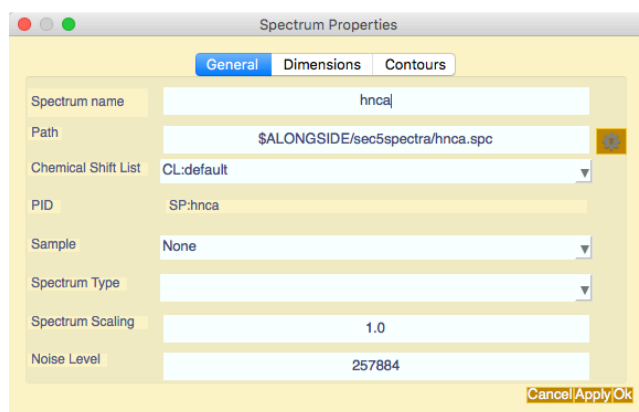 Spectrum Properties
General Dimensions Contours
Spectrum name hnca
Path $ALONGSIDE/sec5spectra/hnca.spc
Chemical Shift List CL:default
PID SP:hnca
Sample None
Spectrum Type
Spectrum Scaling 1.0
Noise Level 257884
Cancel Apply Ok